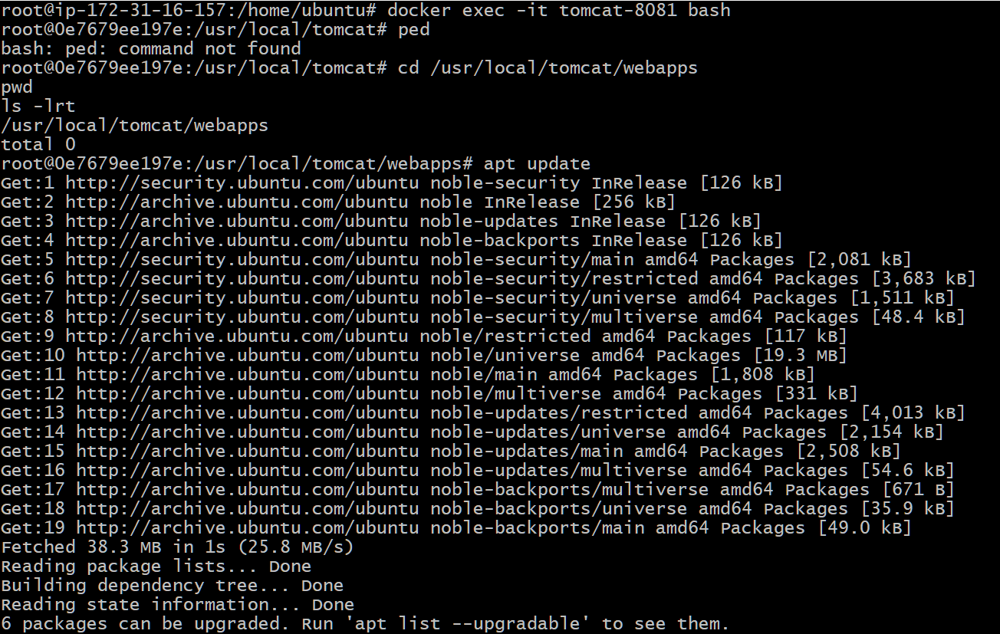 root@ip-172-31-16-157:/home/ubuntu# docker exec -it tomcat-8081 bash
root@0e7679ee197e:/usr/local/tomcat# ped
bash: ped: command not found
root@0e7679ee197e:/usr/local/tomcat# cd /usr/local/tomcat/webapps
pwd
ls -lrt
/usr/local/tomcat/webapps
total 0
root@0e7679ee197e:/usr/local/tomcat/webapps# apt update
Get:1 http://security.ubuntu.com/ubuntu noble-security InRelease [126 kB]
Get:2 http://archive.ubuntu.com/ubuntu noble InRelease [256 kB]
Get:3 http://archive.ubuntu.com/ubuntu noble-updates InRelease [126 kB]
Get:4 http://archive.ubuntu.com/ubuntu noble-backports InRelease [126 kB]
Get:5 http://security.ubuntu.com/ubuntu noble-security/main amd64 Packages [2,081 kB]
Get:6 http://security.ubuntu.com/ubuntu noble-security/restricted amd64 Packages [3,683 kB]
Get:7 http://security.ubuntu.com/ubuntu noble-security/universe amd64 Packages [1,511 kB]
Get:8 http://security.ubuntu.com/ubuntu noble-security/multiverse amd64 Packages [48.4 kB]
Get:9 http://archive.ubuntu.com/ubuntu noble/restricted amd64 Packages [117 kB]
Get:10 http://archive.ubuntu.com/ubuntu noble/universe amd64 Packages [19.3 MB]
Get:11 http://archive.ubuntu.com/ubuntu noble/main amd64 Packages [1,808 kB]
Get:12 http://archive.ubuntu.com/ubuntu noble/multiverse amd64 Packages [331 kB]
Get:13 http://archive.ubuntu.com/ubuntu noble-updates/restricted amd64 Packages [4,013 kB]
Get:14 http://archive.ubuntu.com/ubuntu noble-updates/universe amd64 Packages [2,154 kB]
Get:15 http://archive.ubuntu.com/ubuntu noble-updates/main amd64 Packages [2,508 kB]
Get:16 http://archive.ubuntu.com/ubuntu noble-updates/multiverse amd64 Packages [54.6 kB]
Get:17 http://archive.ubuntu.com/ubuntu noble-backports/multiverse amd64 Packages [671 B]
Get:18 http://archive.ubuntu.com/ubuntu noble-backports/universe amd64 Packages [35.9 kB]
Get:19 http://archive.ubuntu.com/ubuntu noble-backports/main amd64 Packages [49.0 kB]
Fetched 38.3 MB in 1s (25.8 MB/s)
Reading package lists... Done
Building dependency tree... Done
Reading state information... Done
6 packages can be upgraded. Run 'apt list --upgradable' to see them.